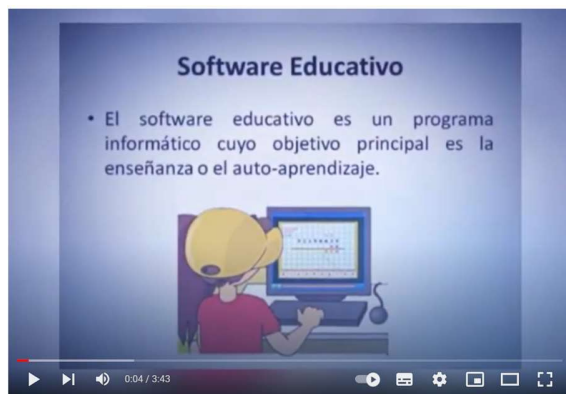 Software Educativo
• El software educativo es un programa
informático cuyo objetivo principal es la
enseñanza o el auto-aprendizaje.
0:04 / 3:43